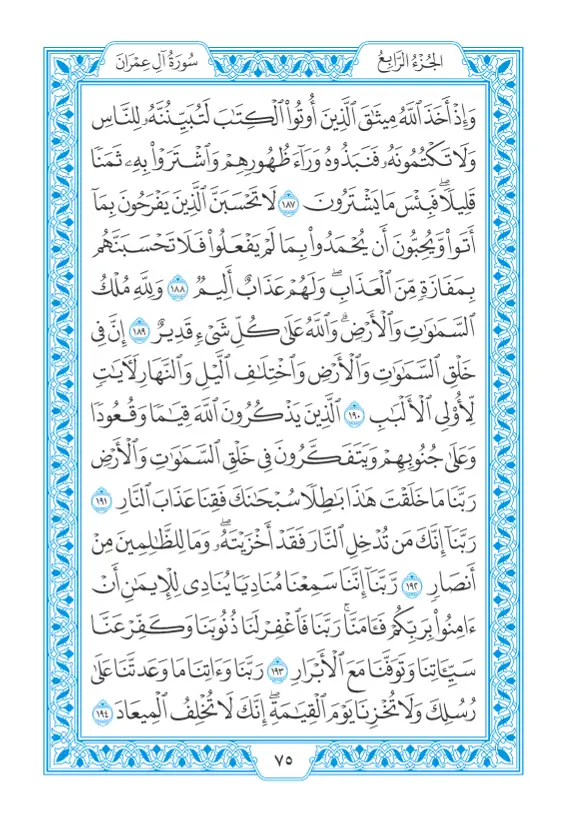 الجُزْءُ الرَّابِعُ
سُورَةُ آلِ عِمْرَان
وَإِذْ أَخَذَ ٱللَّهُ مِيثَٰقَ ٱلَّذِينَ أُوتُوا۟ ٱلْكِتَٰبَ لَتُبَيِّنُنَّهُۥ لِلنَّاسِ
وَلَا تَكْتُمُونَهُۥ فَنَبَذُوهُ وَرَآءَ ظُهُورِهِمْ وَٱشْتَرَوْا۟ بِهِۦ ثَمَنًا
قَلِيلًا ۖ فَبِئْسَ مَا يَشْتَرُونَ ١٨٧ لَا تَحْسَبَنَّ ٱلَّذِينَ يَفْرَحُونَ بِمَآ
أَتَوا۟ وَّيُحِبُّونَ أَن يُحْمَدُوا۟ بِمَا لَمْ يَفْعَلُوا۟ فَلَا تَحْسَبَنَّهُم
بِمَفَازَةٍ مِّنَ ٱلْعَذَابِ ۖ وَلَهُمْ عَذَابٌ أَلِيمٌ ١٨٨ وَلِلَّهِ مُلْكُ
ٱلسَّمَٰوَٰتِ وَٱلْأَرْضِ ۗ وَٱللَّهُ عَلَىٰ كُلِّ شَىْءٍ قَدِيرٌ ١٨٩ إِنَّ فِى
خَلْقِ ٱلسَّمَٰوَٰتِ وَٱلْأَرْضِ وَٱخْتِلَٰفِ ٱلَّيْلِ وَٱلنَّهَارِ لَـَٔايَٰتٍ
لِّأُو۟لِى ٱلْأَلْبَٰبِ ١٩٠ ٱلَّذِينَ يَذْكُرُونَ ٱللَّهَ قِيَٰمًا وَقُعُودًا
وَعَلَىٰ جُنُوبِهِمْ وَيَتَفَكَّرُونَ فِى خَلْقِ ٱلسَّمَٰوَٰتِ وَٱلْأَرْضِ
رَبَّنَا مَا خَلَقْتَ هَٰذَا بَٰطِلًا سُبْحَٰنَكَ فَقِنَا عَذَابَ ٱلنَّارِ ١٩١
رَبَّنَآ إِنَّكَ مَن تُدْخِلِ ٱلنَّارَ فَقَدْ أَخْزَيْتَهُۥ ۖ وَمَا لِلظَّٰلِمِينَ مِنْ
أَنصَارٍ ١٩٢ رَّبَّنَآ إِنَّنَا سَمِعْنَا مُنَادِيًا يُنَادِى لِلْإِيمَٰنِ أَنْ
ءَامِنُوا۟ بِرَبِّكُمْ فَـَٔامَنَّا ۚ رَبَّنَا فَٱغْفِرْ لَنَا ذُنُوبَنَا وَكَفِّرْ عَنَّا
سَيِّـَٔاتِنَا وَتَوَفَّنَا مَعَ ٱلْأَبْرَارِ ١٩٣ رَبَّنَا وَءَاتِنَا مَا وَعَدتَّنَا عَلَىٰ
رُسُلِكَ وَلَا تُخْزِنَا يَوْمَ ٱلْقِيَٰمَةِ ۗ إِنَّكَ لَا تُخْلِفُ ٱلْمِيعَادَ ١٩٤
٧٥